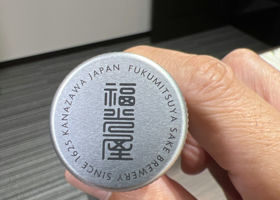 KANAZAWA JAPAN FUKUMITSUYA SAKE BREWERY SINCE 1625
福光屋